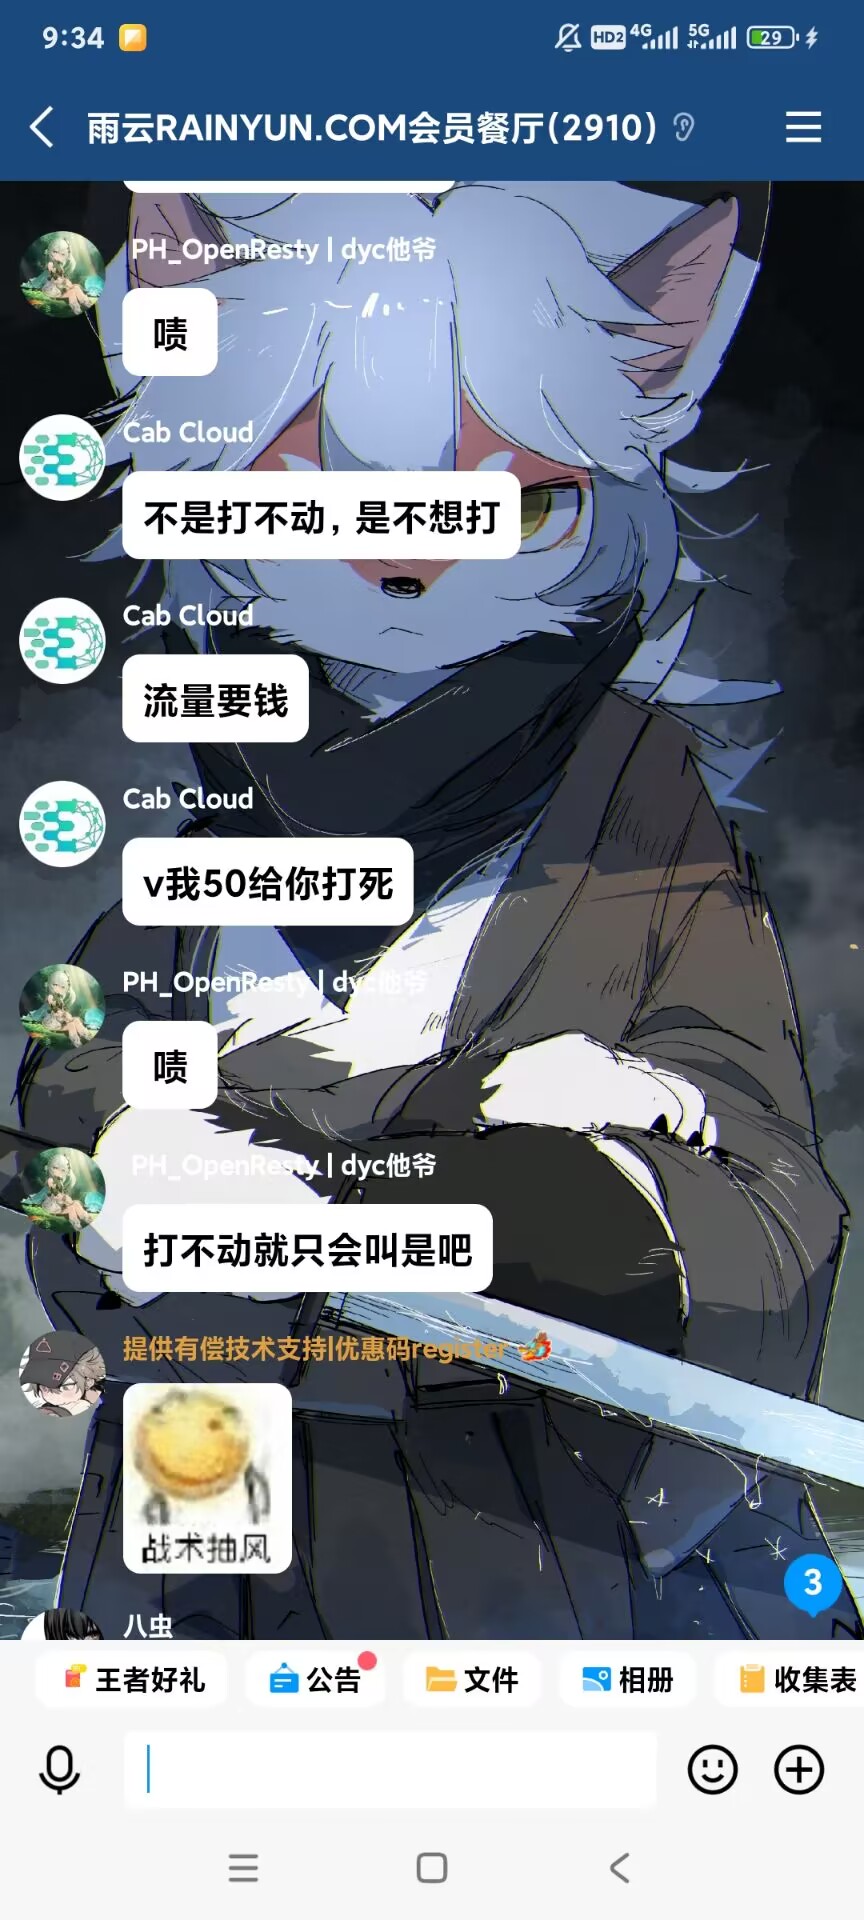 9:34
HD2 4G 5G 29
雨云RAINYUN.COM会员餐厅(2910)
PH_OpenResty | dyc他爷
啧
Cab Cloud
不是打不动，是不想打
Cab Cloud
流量要钱
Cab Cloud
v我50给你打死
PH_OpenResty | dyc他爷
啧
PH_OpenResty | dyc他爷
打不动就只会叫是吧
提供有偿技术支持|优惠码register
战术抽风
3
八虫
王者好礼 公告 文件 相册 收集表